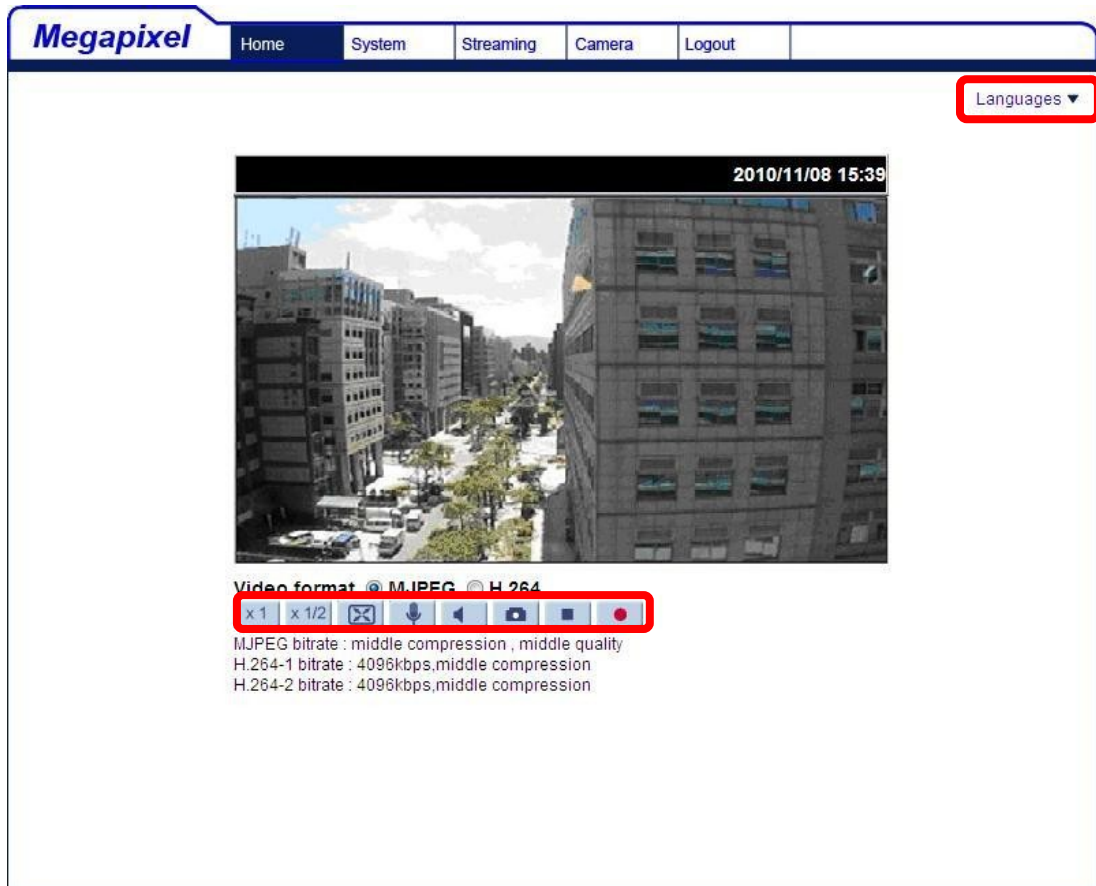 Megapixel
Home System Streaming Camera Logout
Languages ▼
2010/11/08 15:39
Video format MJPEG H.264
x 1 x 1/2
MJPEG bitrate : middle compression , middle quality
H.264-1 bitrate : 4096kbps,middle compression
H.264-2 bitrate : 4096kbps,middle compression